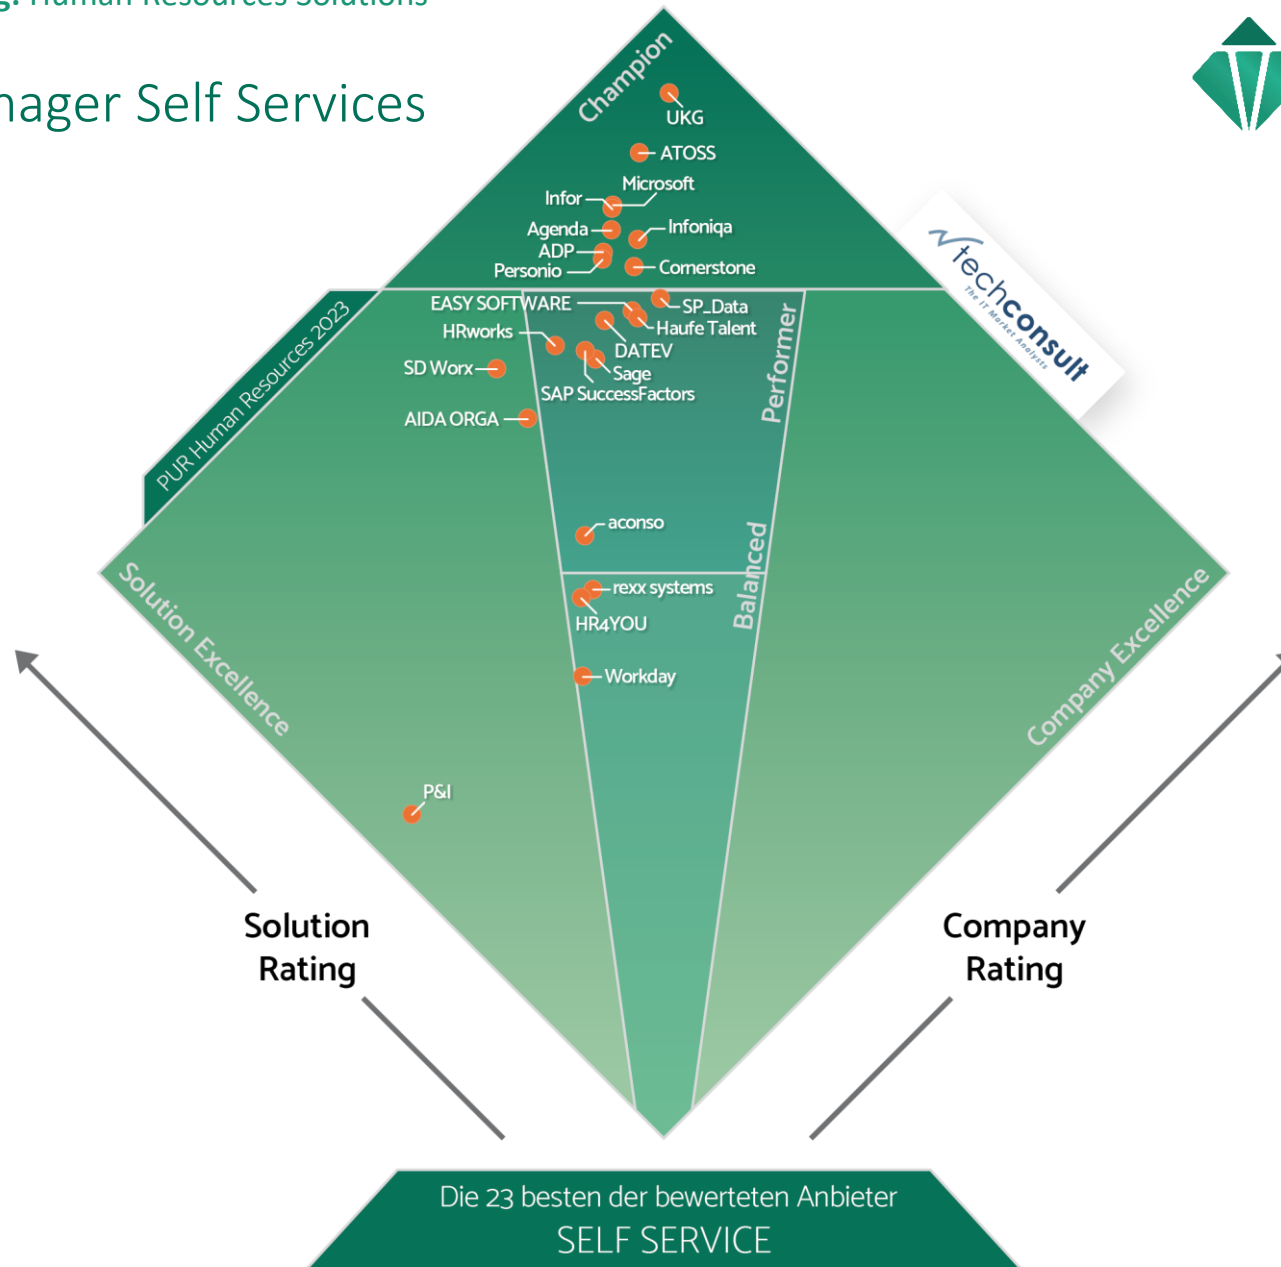 Human Resources Solutions
Self Services
Champion
UKG
ATOSS
Microsoft
Infor
Agenda
Infoniqa
ADP
Personio
Cornerstone
techconsult
The IT Market Analysts
PUR Human Resources 2023
EASY SOFTWARE
SP_Data
HRworks
Haufe Talent
DATEV
SD Worx
Sage
SAP SuccessFactors
Performer
AIDA ORGA
aconso
Balanced
rexx systems
HR4YOU
Workday
Solution Excellence
Company Excellence
P&I
Solution
Rating
Company
Rating
Die 23 besten der bewerteten Anbieter
SELF SERVICE